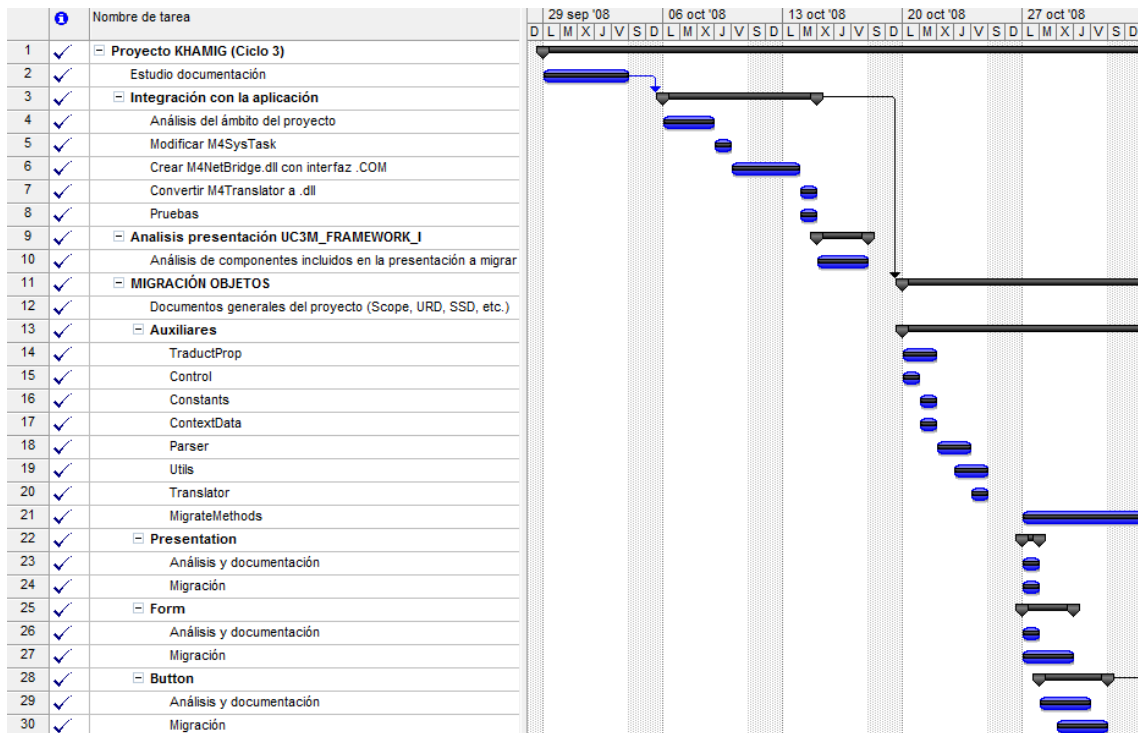 Nombre de tarea
29 sep '08 06 oct '08 13 oct '08 20 oct '08 27 oct '08
D L M X J V S D L M X J V S D L M X J V S D L M X J V S D L M X J V S D
1 Proyecto KHAMIG (Ciclo 3)
2 Estudio documentación
3 Integración con la aplicación
4 Análisis del ámbito del proyecto
5 Modificar M4SysTask
6 Crear M4NetBridge.dll con interfaz .COM
7 Convertir M4Translator a .dll
8 Pruebas
9 Analisis presentación UC3M_FRAMEWORK_I
10 Análisis de componentes incluidos en la presentación a migrar
11 MIGRACIÓN OBJETOS
12 Documentos generales del proyecto (Scope, URD, SSD, etc.)
13 Auxiliares
14 TraductProp
15 Control
16 Constants
17 ContextData
18 Parser
19 Utils
20 Translator
21 MigrateMethods
22 Presentation
23 Análisis y documentación
24 Migración
25 Form
26 Análisis y documentación
27 Migración
28 Button
29 Análisis y documentación
30 Migración